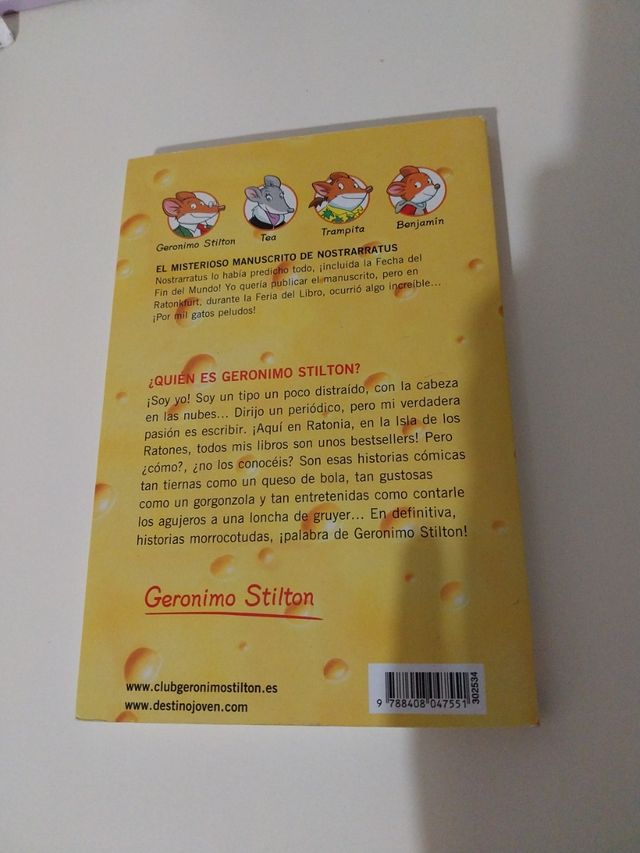 Geronimo Stilton
Tea
Trampita
Benjamín
EL MISTERIOSO MANUSCRITO DE NOSTRARRATUS
Nostrarratus lo había predicho todo, ¡incluida la Fecha del
Fin del Mundo! Yo quería publicar el manuscrito, pero en
Ratonkfurt, durante la Feria del Libro, ocurrió algo increíble...
¡Por mil gatos peludos!
¿QUIÉN ES GERONIMO STILTON?
¡Soy yo! Soy un tipo un poco distraído, con la cabeza
en las nubes... Dirijo un periódico, pero mi verdadera
pasión es escribir. ¡Aquí en Ratonia, en la Isla de los
Ratones, todos mis libros son unos bestsellers! Pero
¿cómo?, ¿no los conocéis? Son esas historias cómicas
tan tiernas como un queso de bola, tan gustosas
como un gorgonzola y tan entretenidas como contarle
los agujeros a una loncha de gruyer... En definitiva,
historias morrocotudas, ¡palabra de Geronimo Stilton!
Geronimo Stilton
www.clubgeronimostilton.es
www.destinojoven.com
9 788408 047551
302534